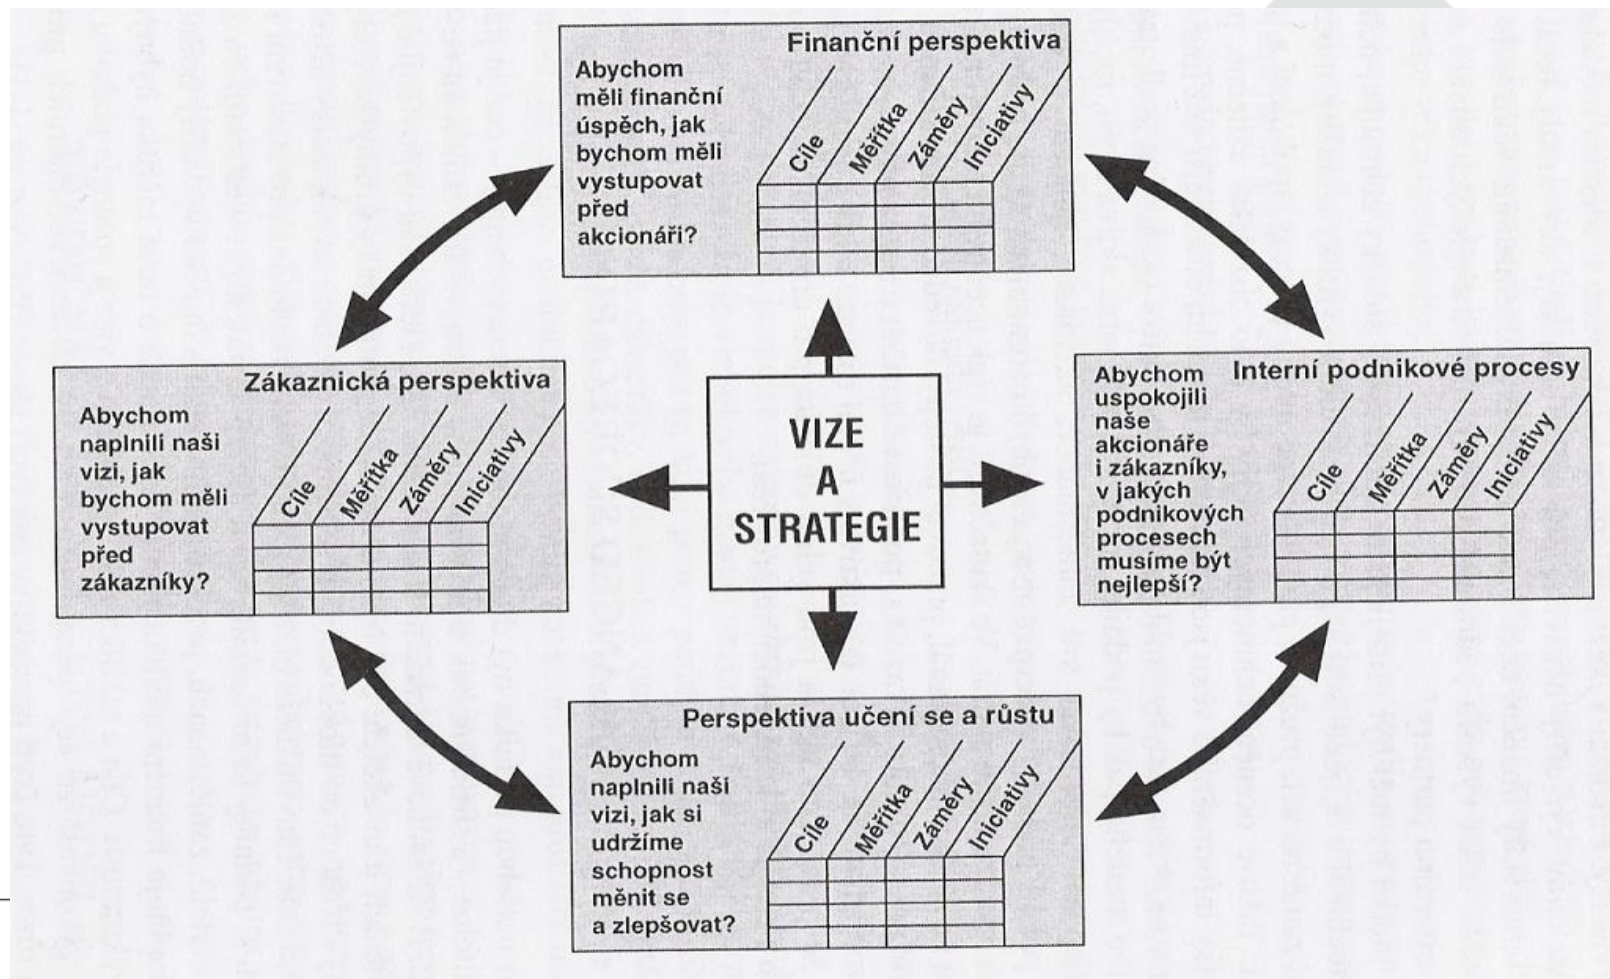 Finanční perspektiva
Abychom
měli finanční
úspěch, jak
bychom měli
vystupovat
před
akcionáři?
Cíle
Měřítka
Záměry
Iniciativy
Zákaznická perspektiva
Abychom
naplnili naši
vizi, jak
bychom měli
vystupovat
před
zákazníky?
Cíle
Měřítka
Záměry
Iniciativy
VIZE
A
STRATEGIE
Interní podnikové procesy
Abychom
uspokojili
naše
akcionáře
i zákazníky,
v jakých
podnikových
procesech
musíme být
nejlepší?
Cíle
Měřítka
Záměry
Iniciativy
Perspektiva učení se a růstu
Abychom
naplnili naši
vizi, jak si
udržíme
schopnost
měnit se
a zlepšovat?
Cíle
Měřítka
Záměry
Iniciativy